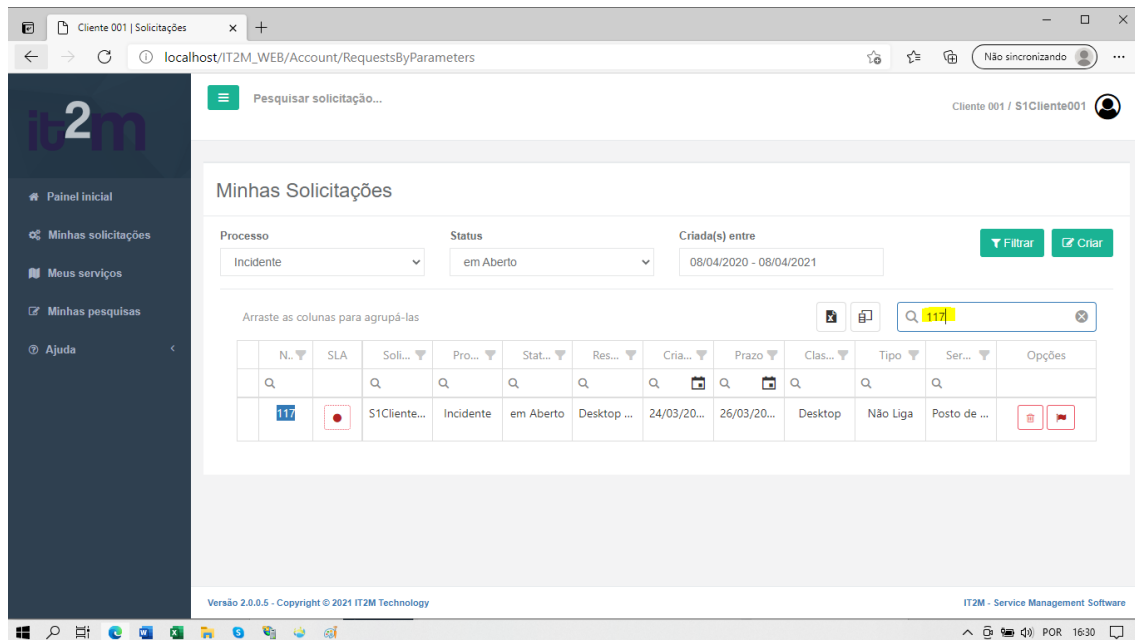 Cliente 001 | Solicitações
localhost/IT2M_WEB/Account/RequestsByParameters
Não sincronizando
it2m
Pesquisar solicitação...
Cliente 001 / S1Cliente001
Painel inicial
Minhas solicitações
Meus serviços
Minhas pesquisas
Ajuda
Minhas Solicitações
Processo Status Criada(s) entre
Incidente em Aberto 08/04/2020 - 08/04/2021 Filtrar Criar
Arraste as colunas para agrupá-las 117
N.. SLA Soli... Pro... Stat... Res... Cria... Prazo Clas... Tipo Ser... Opções
117 S1Cliente... Incidente em Aberto Desktop ... 24/03/20... 26/03/20... Desktop Não Liga Posto de ...
Versão 2.0.0.5 - Copyright © 2021 IT2M Technology IT2M - Service Management Software
POR 16:30